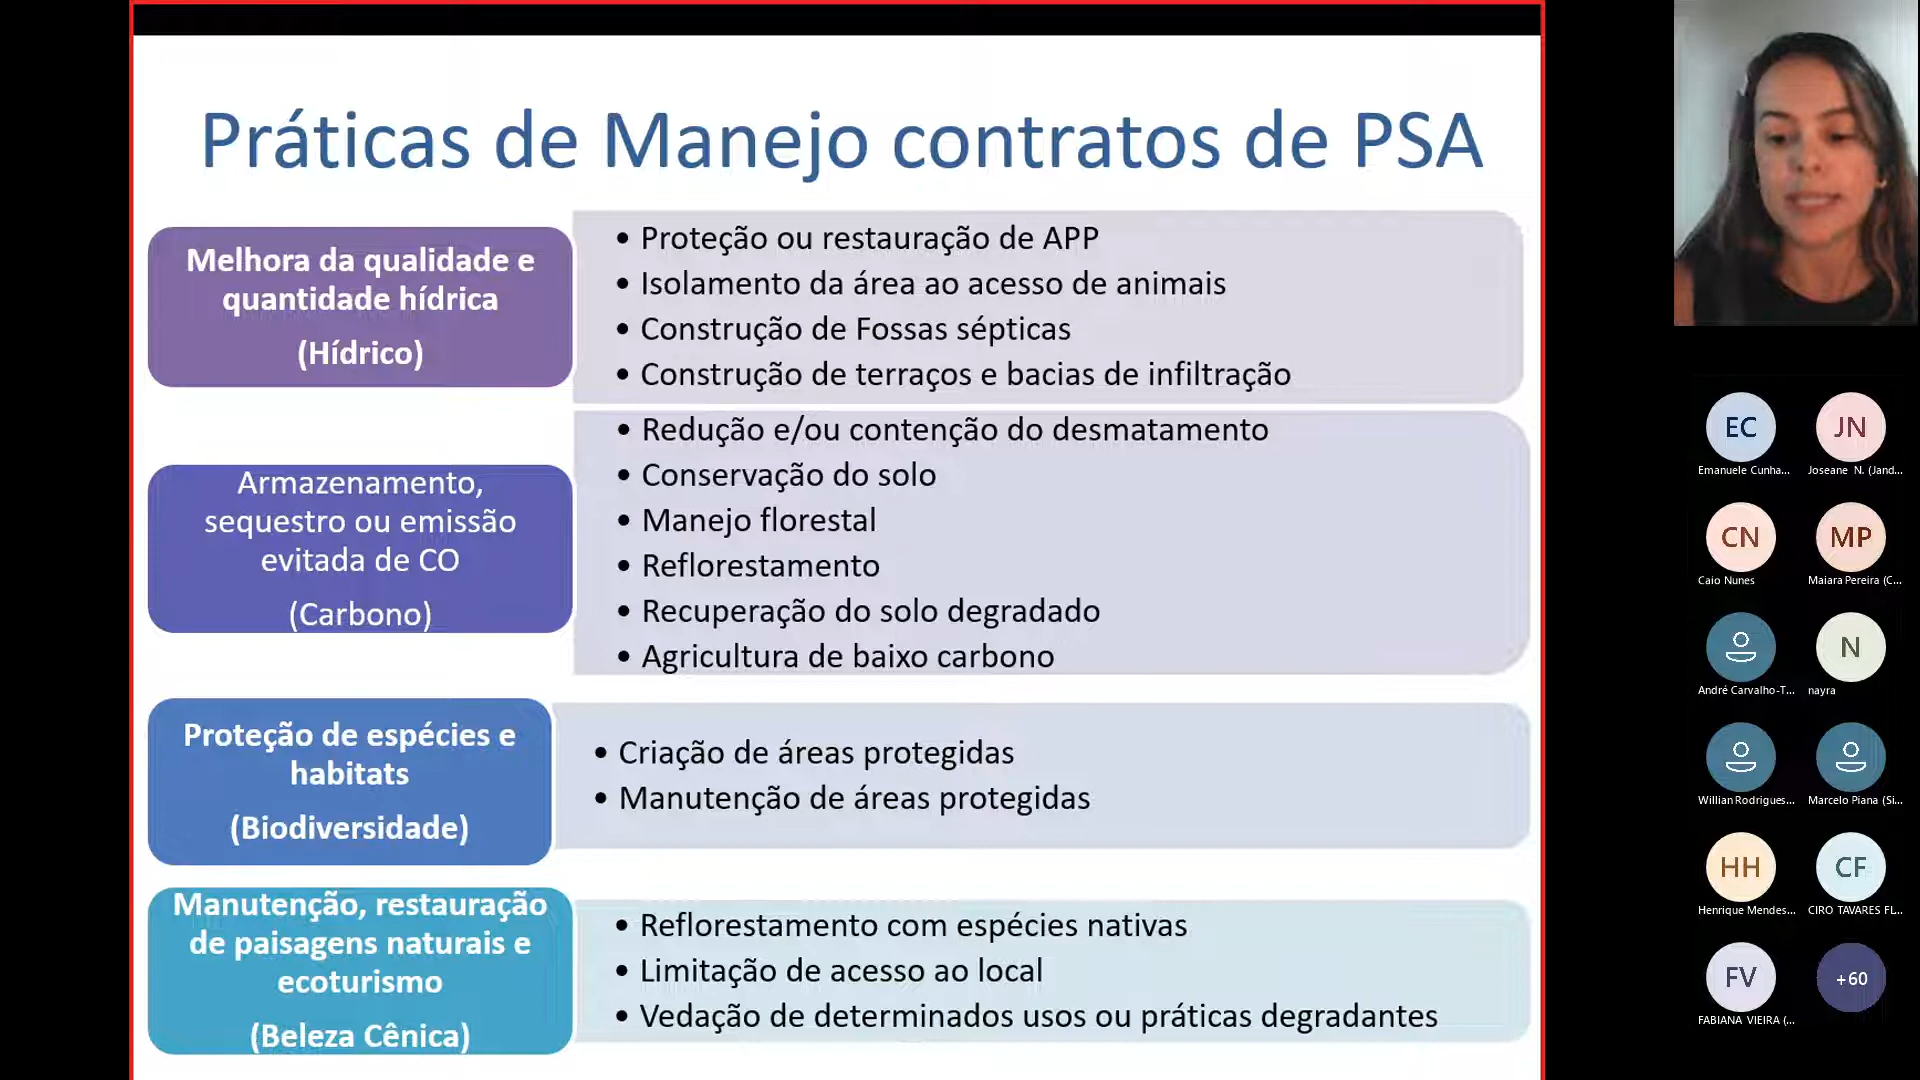 Práticas de Manejo contratos de PSA
Melhora da qualidade e
quantidade hídrica
(Hídrico)
• Proteção ou restauração de APP
• Isolamento da área ao acesso de animais
• Construção de Fossas sépticas
• Construção de terraços e bacias de infiltração
Armazenamento,
sequestro ou emissão
evitada de CO
(Carbono)
• Redução e/ou contenção do desmatamento
• Conservação do solo
• Manejo florestal
• Reflorestamento
• Recuperação do solo degradado
• Agricultura de baixo carbono
Proteção de espécies e
habitats
(Biodiversidade)
• Criação de áreas protegidas
• Manutenção de áreas protegidas
Manutenção, restauração
de paisagens naturais e
ecoturismo
(Beleza Cênica)
• Reflorestamento com espécies nativas
• Limitação de acesso ao local
• Vedação de determinados usos ou práticas degradantes
EC
Emanuele Cunha...
JN
Joseane N. (Jand...
CN
Caio Nunes
MP
Maiara Pereira (C...
André Carvalho-T...
N
nayra
Willian Rodrigues...
Marcelo Piana (Si...
HH
Henrique Mendes...
CF
CIRO TAVARES FL...
FV
FABIANA VIEIRA (...
+60